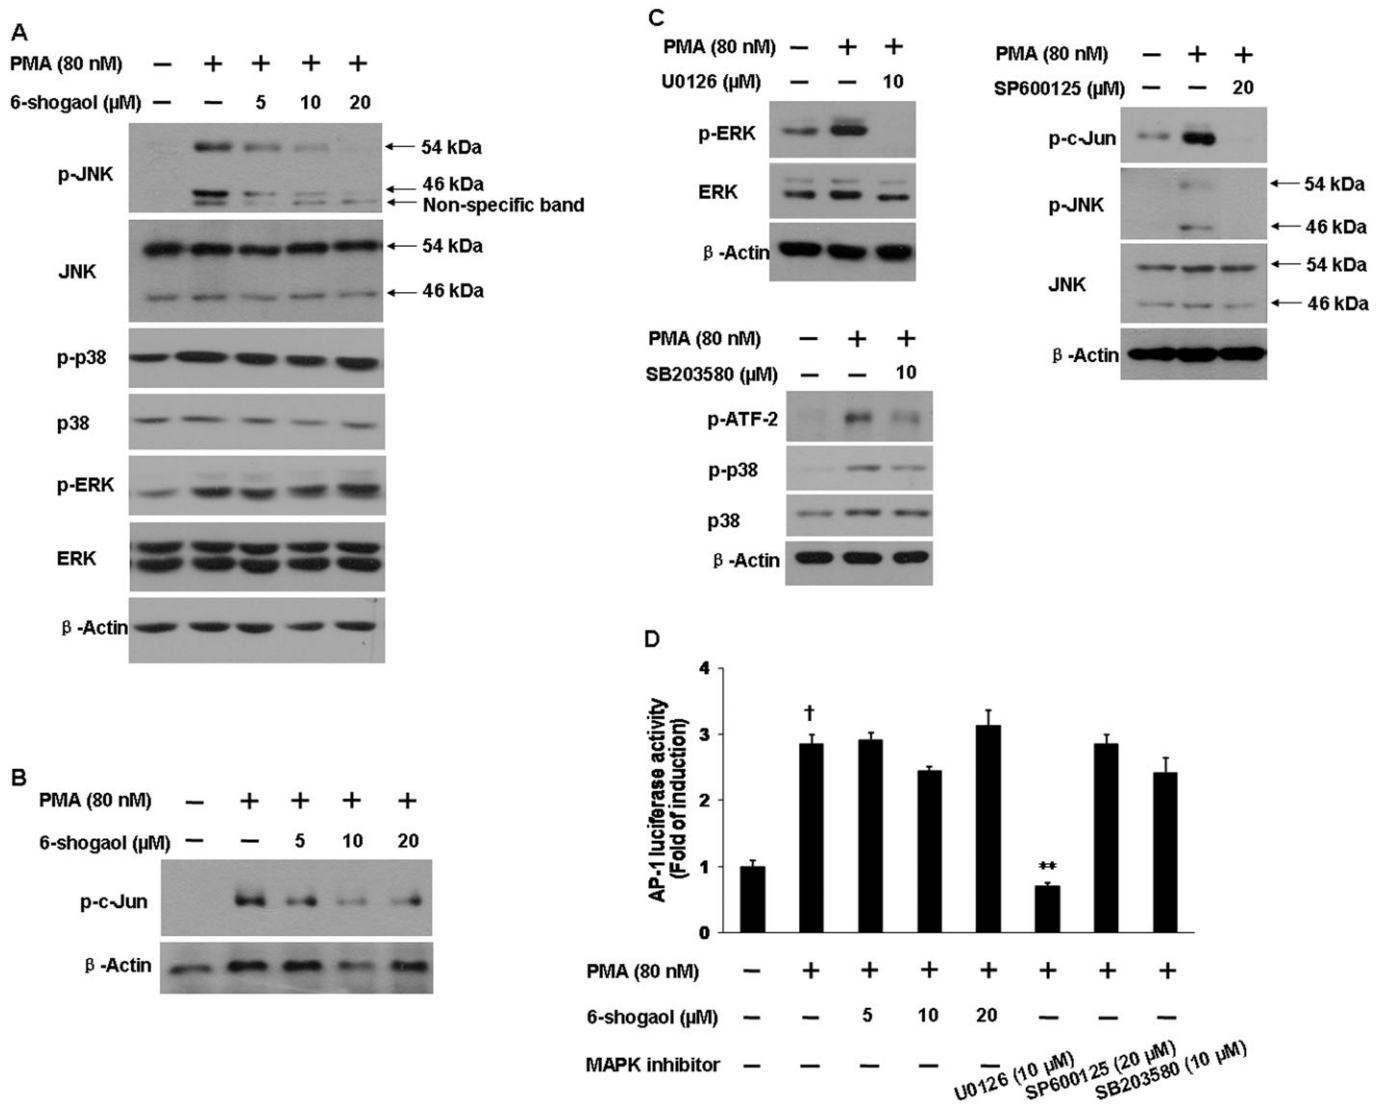 A
PMA (80 nM) — + + + +
6-shogaol (μM) — — 5 10 20
p-JNK
54 kDa
46 kDa
Non-specific band
JNK
54 kDa
46 kDa
p-p38
p38
p-ERK
ERK
β-Actin
B
PMA (80 nM) — + + + +
6-shogaol (μM) — — 5 10 20
p-c-Jun
β-Actin
C
PMA (80 nM) — + +
U0126 (μM) — — 10
p-ERK
ERK
β-Actin
PMA (80 nM) — + +
SP600125 (μM) — — 20
p-c-Jun
p-JNK
54 kDa
46 kDa
JNK
54 kDa
46 kDa
β-Actin
PMA (80 nM) — + +
SB203580 (μM) — — 10
p-ATF-2
p-p38
p38
β-Actin
D
AP-1 luciferase activity
(Fold of induction)
4
3
2
1
0
†
**
PMA (80 nM) — + + + + + + +
6-shogaol (μM) — — 5 10 20 — — —
MAPK inhibitor — — — — —
U0126 (10 μM)
SP600125 (20 μM)
SB203580 (10 μM)